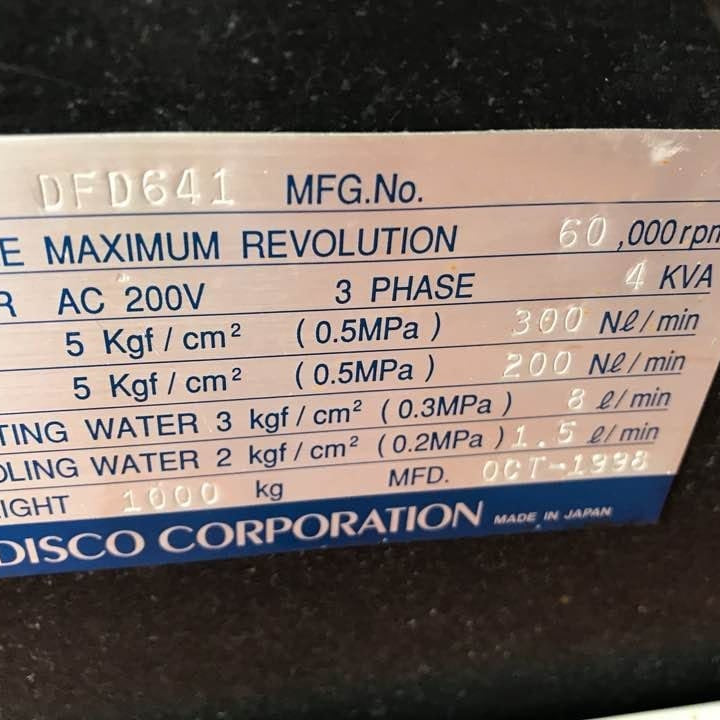 DFD641 MFG.No.
E MAXIMUM REVOLUTION 60,000rpm
R AC 200V 3 PHASE 4 KVA
5 Kgf/cm² (0.5MPa) 300 Nℓ/min
5 Kgf/cm² (0.5MPa) 200 Nℓ/min
TING WATER 3 kgf/cm² (0.3MPa) 8 ℓ/min
OLING WATER 2 kgf/cm² (0.2MPa) 1.5 ℓ/min
IGHT 1000 kg MFD. OCT-1998
DISCO CORPORATION MADE IN JAPAN